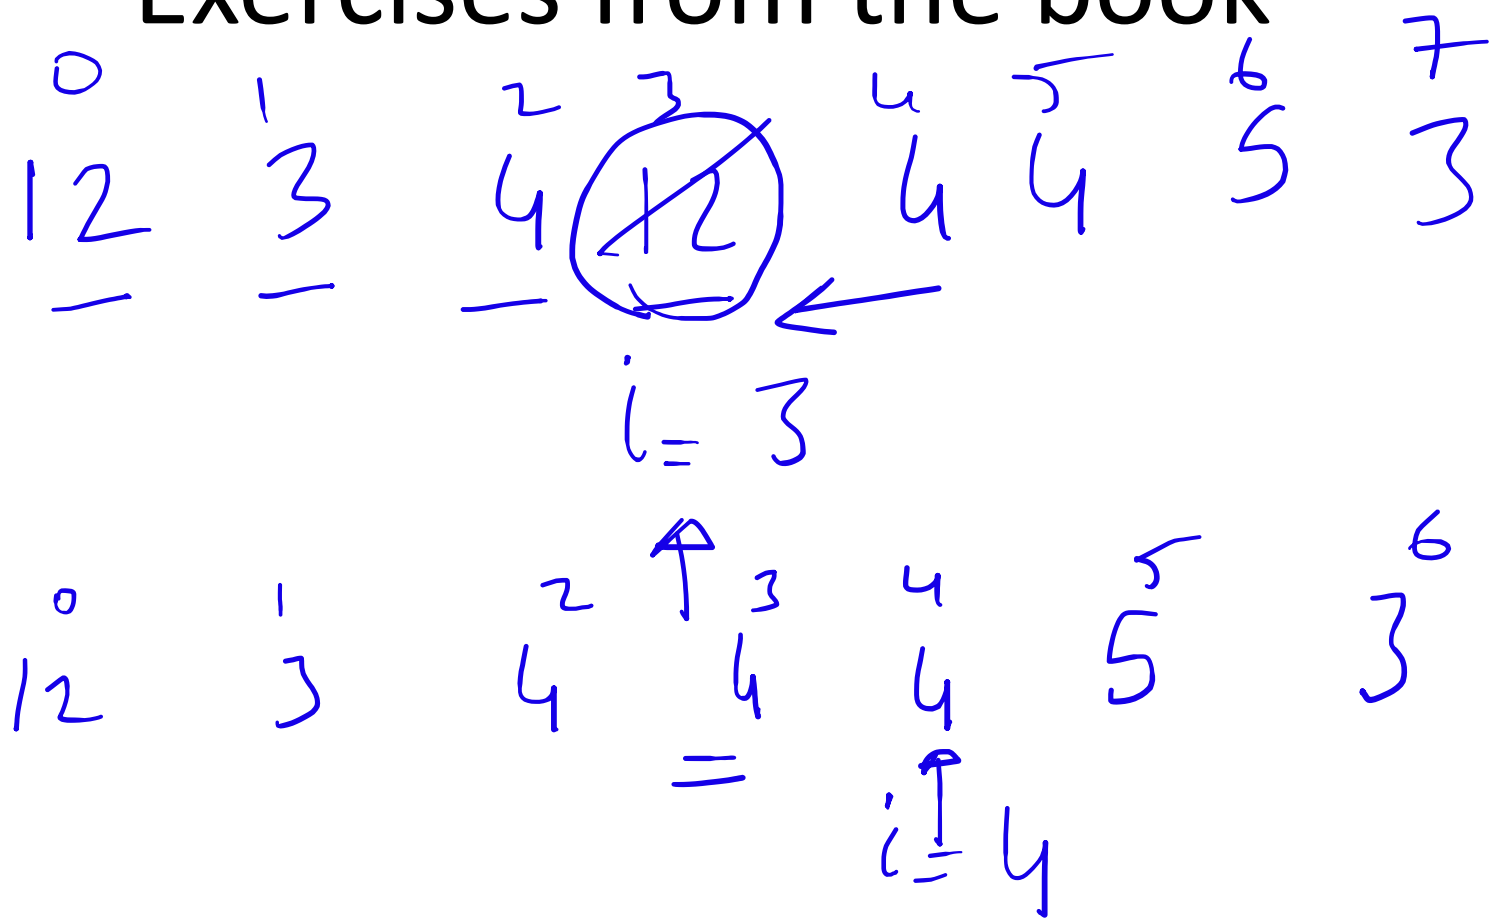 Exercises from the book
0 1 2 3 4 5 6 7
12 3 4 12 4 4 5 3
i = 3
0 1 2 3 4 5 6
12 3 4 4 4 5 3
i = 4